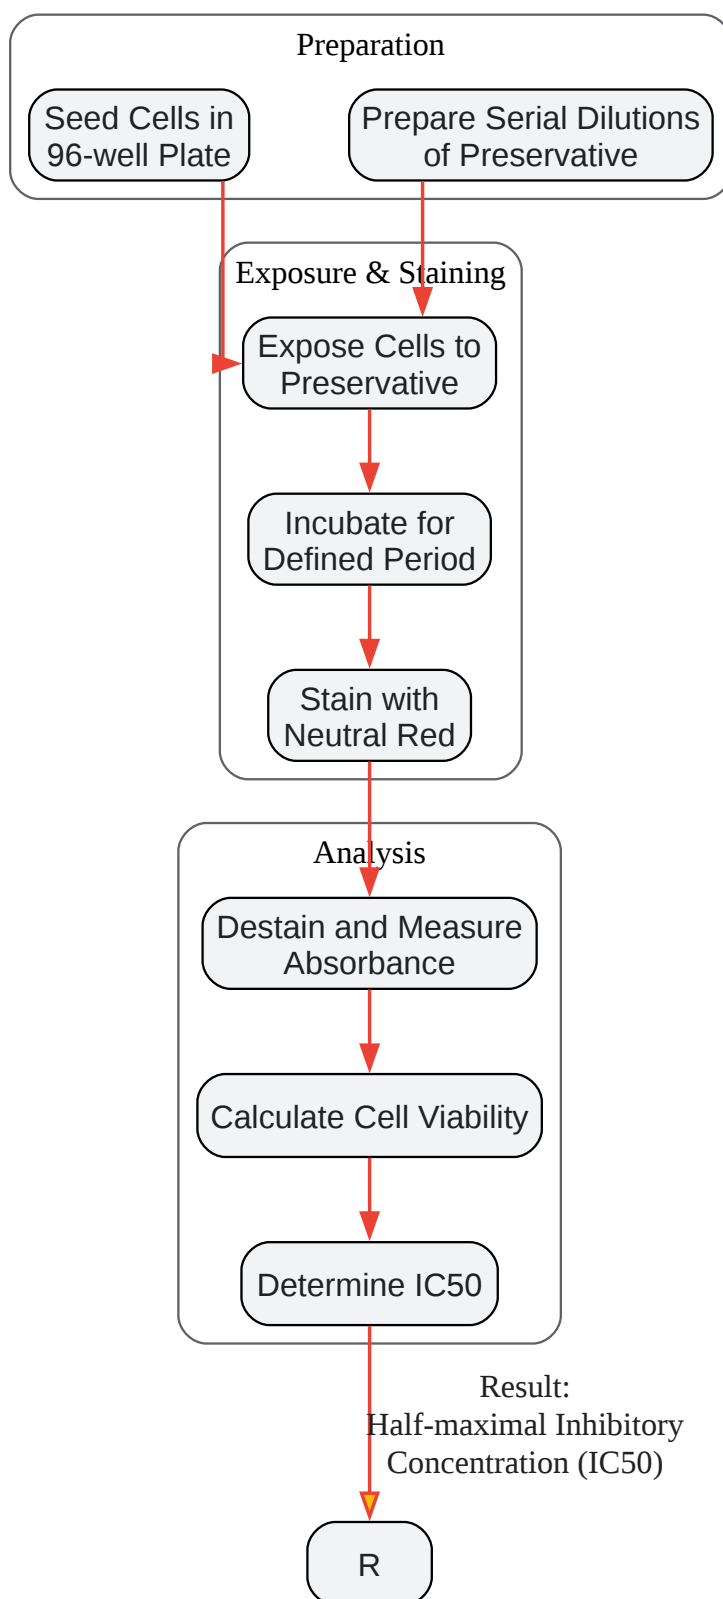 Preparation
Seed Cells in
96-well Plate
Prepare Serial Dilutions
of Preservative
Exposure & Staining
Expose Cells to
Preservative
Incubate for
Defined Period
Stain with
Neutral Red
Analysis
Destain and Measure
Absorbance
Calculate Cell Viability
Determine IC50
Result:
Half-maximal Inhibitory
Concentration (IC50)
R